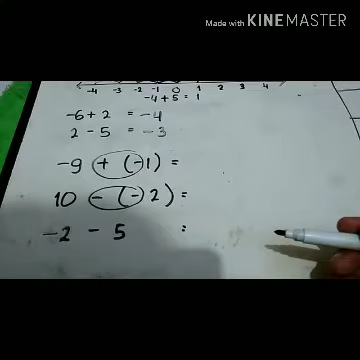 Made with KINEMASTER
-4 -3 -2 -1 0 1 2 3 4
-4 + 5 = 1
-6 + 2 = -4
2 - 5 = -3
-9 + (-1) =
10 - (-2) =
-2 - 5 =